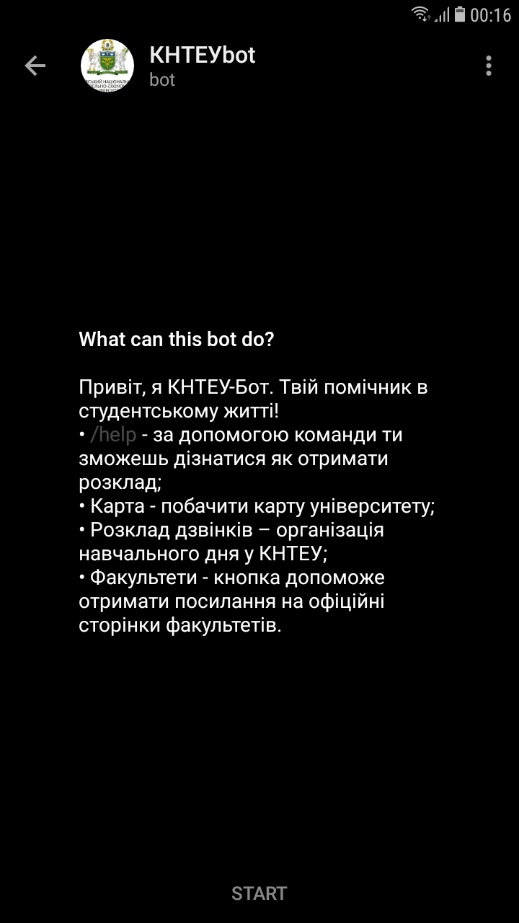 00:16
КНТЕУbot
bot
What can this bot do?
Привіт, я КНТЕУ-Бот. Твій помічник в
студентському житті!
• /help - за допомогою команди ти
зможешь дізнатися як отримати
розклад;
• Карта - побачити карту університету;
• Розклад дзвінків – організація
навчального дня у КНТЕУ;
• Факультети - кнопка допоможе
отримати посилання на офіційні
сторінки факультетів.
START